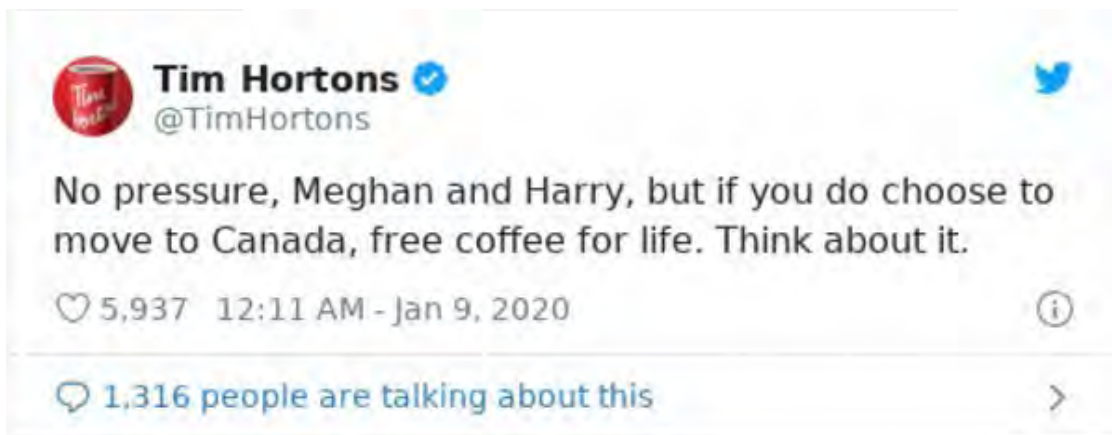 Tim Hortons
@TimHortons
No pressure, Meghan and Harry, but if you do choose to
move to Canada, free coffee for life. Think about it.
5,937 12:11 AM - Jan 9, 2020
1,316 people are talking about this